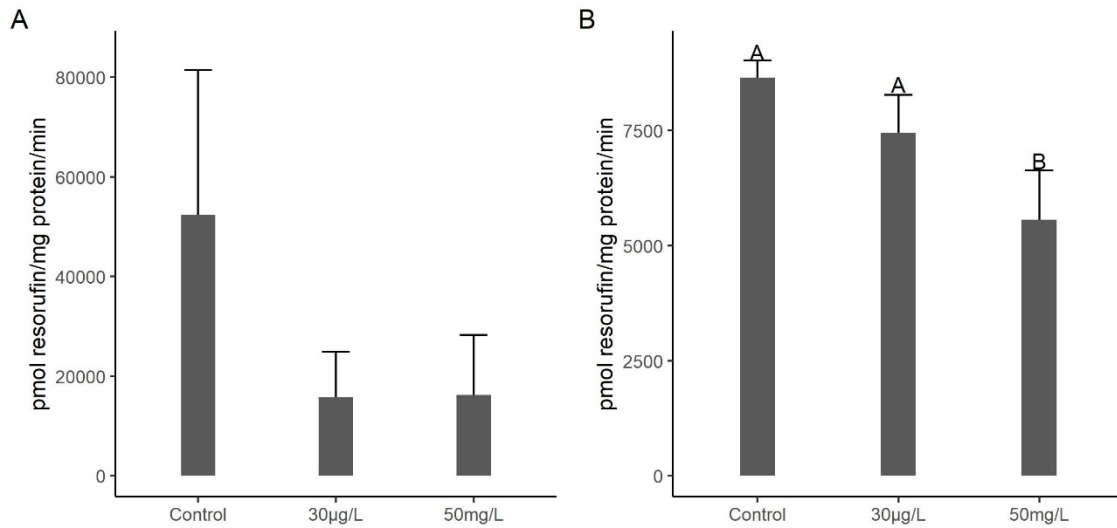 A
pmol resorufin/mg protein/min
80000
60000
40000
20000
0
Control
30µg/L
50mg/L
B
pmol resorufin/mg protein/min
7500
5000
2500
0
A
A
B
Control
30µg/L
50mg/L